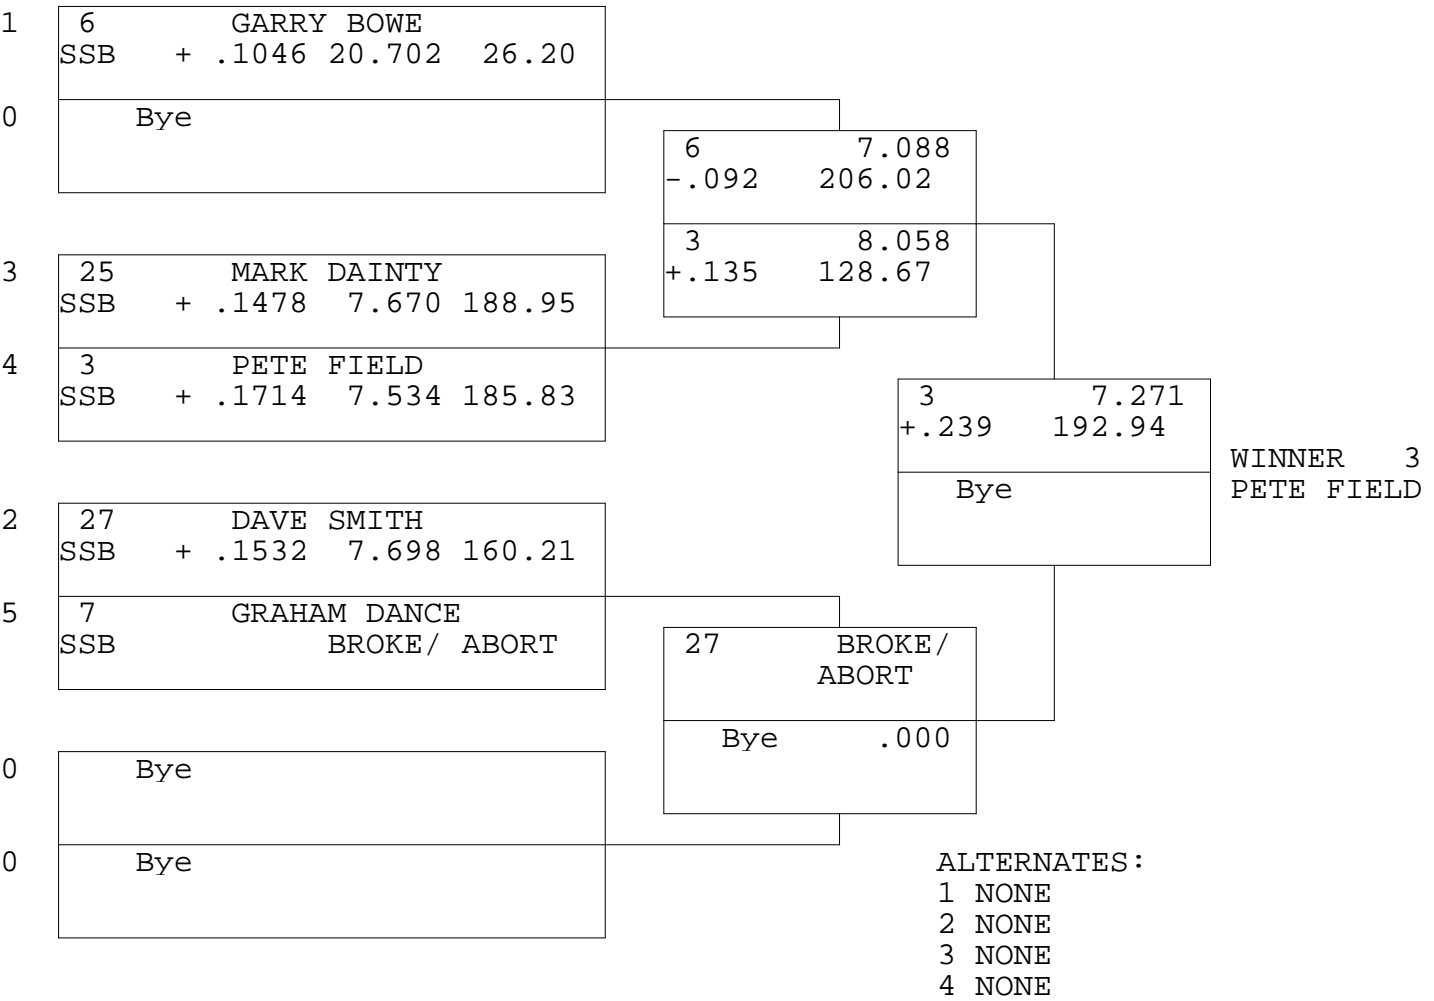 1 6 GARRY BOWE
SSB + .1046 20.702 26.20
0 Bye
6 7.088
-.092 206.02
3 8.058
+.135 128.67
3 25 MARK DAINTY
SSB + .1478 7.670 188.95
4 3 PETE FIELD
SSB + .1714 7.534 185.83
3 7.271
+.239 192.94
Bye
WINNER 3
PETE FIELD
2 27 DAVE SMITH
SSB + .1532 7.698 160.21
5 7 GRAHAM DANCE
SSB BROKE/ ABORT
27 BROKE/
ABORT
Bye .000
0 Bye
0 Bye
ALTERNATES:
1 NONE
2 NONE
3 NONE
4 NONE